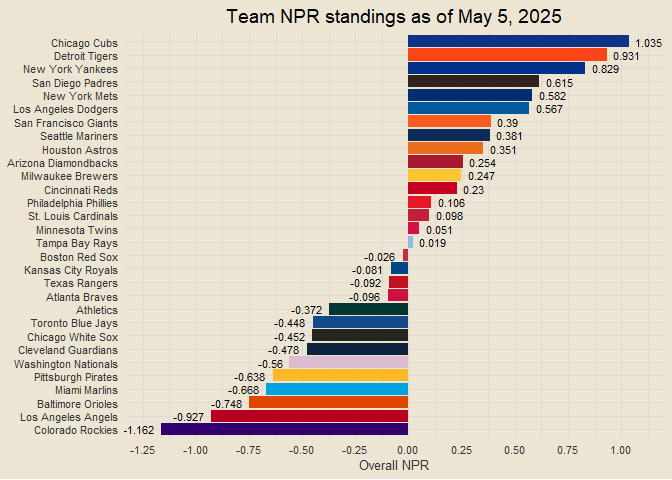 Team NPR standings as of May 5, 2025
Chicago Cubs 1.035
Detroit Tigers 0.931
New York Yankees 0.829
San Diego Padres 0.615
New York Mets 0.582
Los Angeles Dodgers 0.567
San Francisco Giants 0.39
Seattle Mariners 0.381
Houston Astros 0.351
Arizona Diamondbacks 0.254
Milwaukee Brewers 0.247
Cincinnati Reds 0.23
Philadelphia Phillies 0.106
St. Louis Cardinals 0.098
Minnesota Twins 0.051
Tampa Bay Rays 0.019
Boston Red Sox -0.026
Kansas City Royals -0.081
Texas Rangers -0.092
Atlanta Braves -0.096
Athletics -0.372
Toronto Blue Jays -0.448
Chicago White Sox -0.452
Cleveland Guardians -0.478
Washington Nationals -0.56
Pittsburgh Pirates -0.638
Miami Marlins -0.668
Baltimore Orioles -0.748
Los Angeles Angels -0.927
Colorado Rockies -1.162
-1.25 -1.00 -0.75 -0.50 -0.25 0.00 0.25 0.50 0.75 1.00
Overall NPR